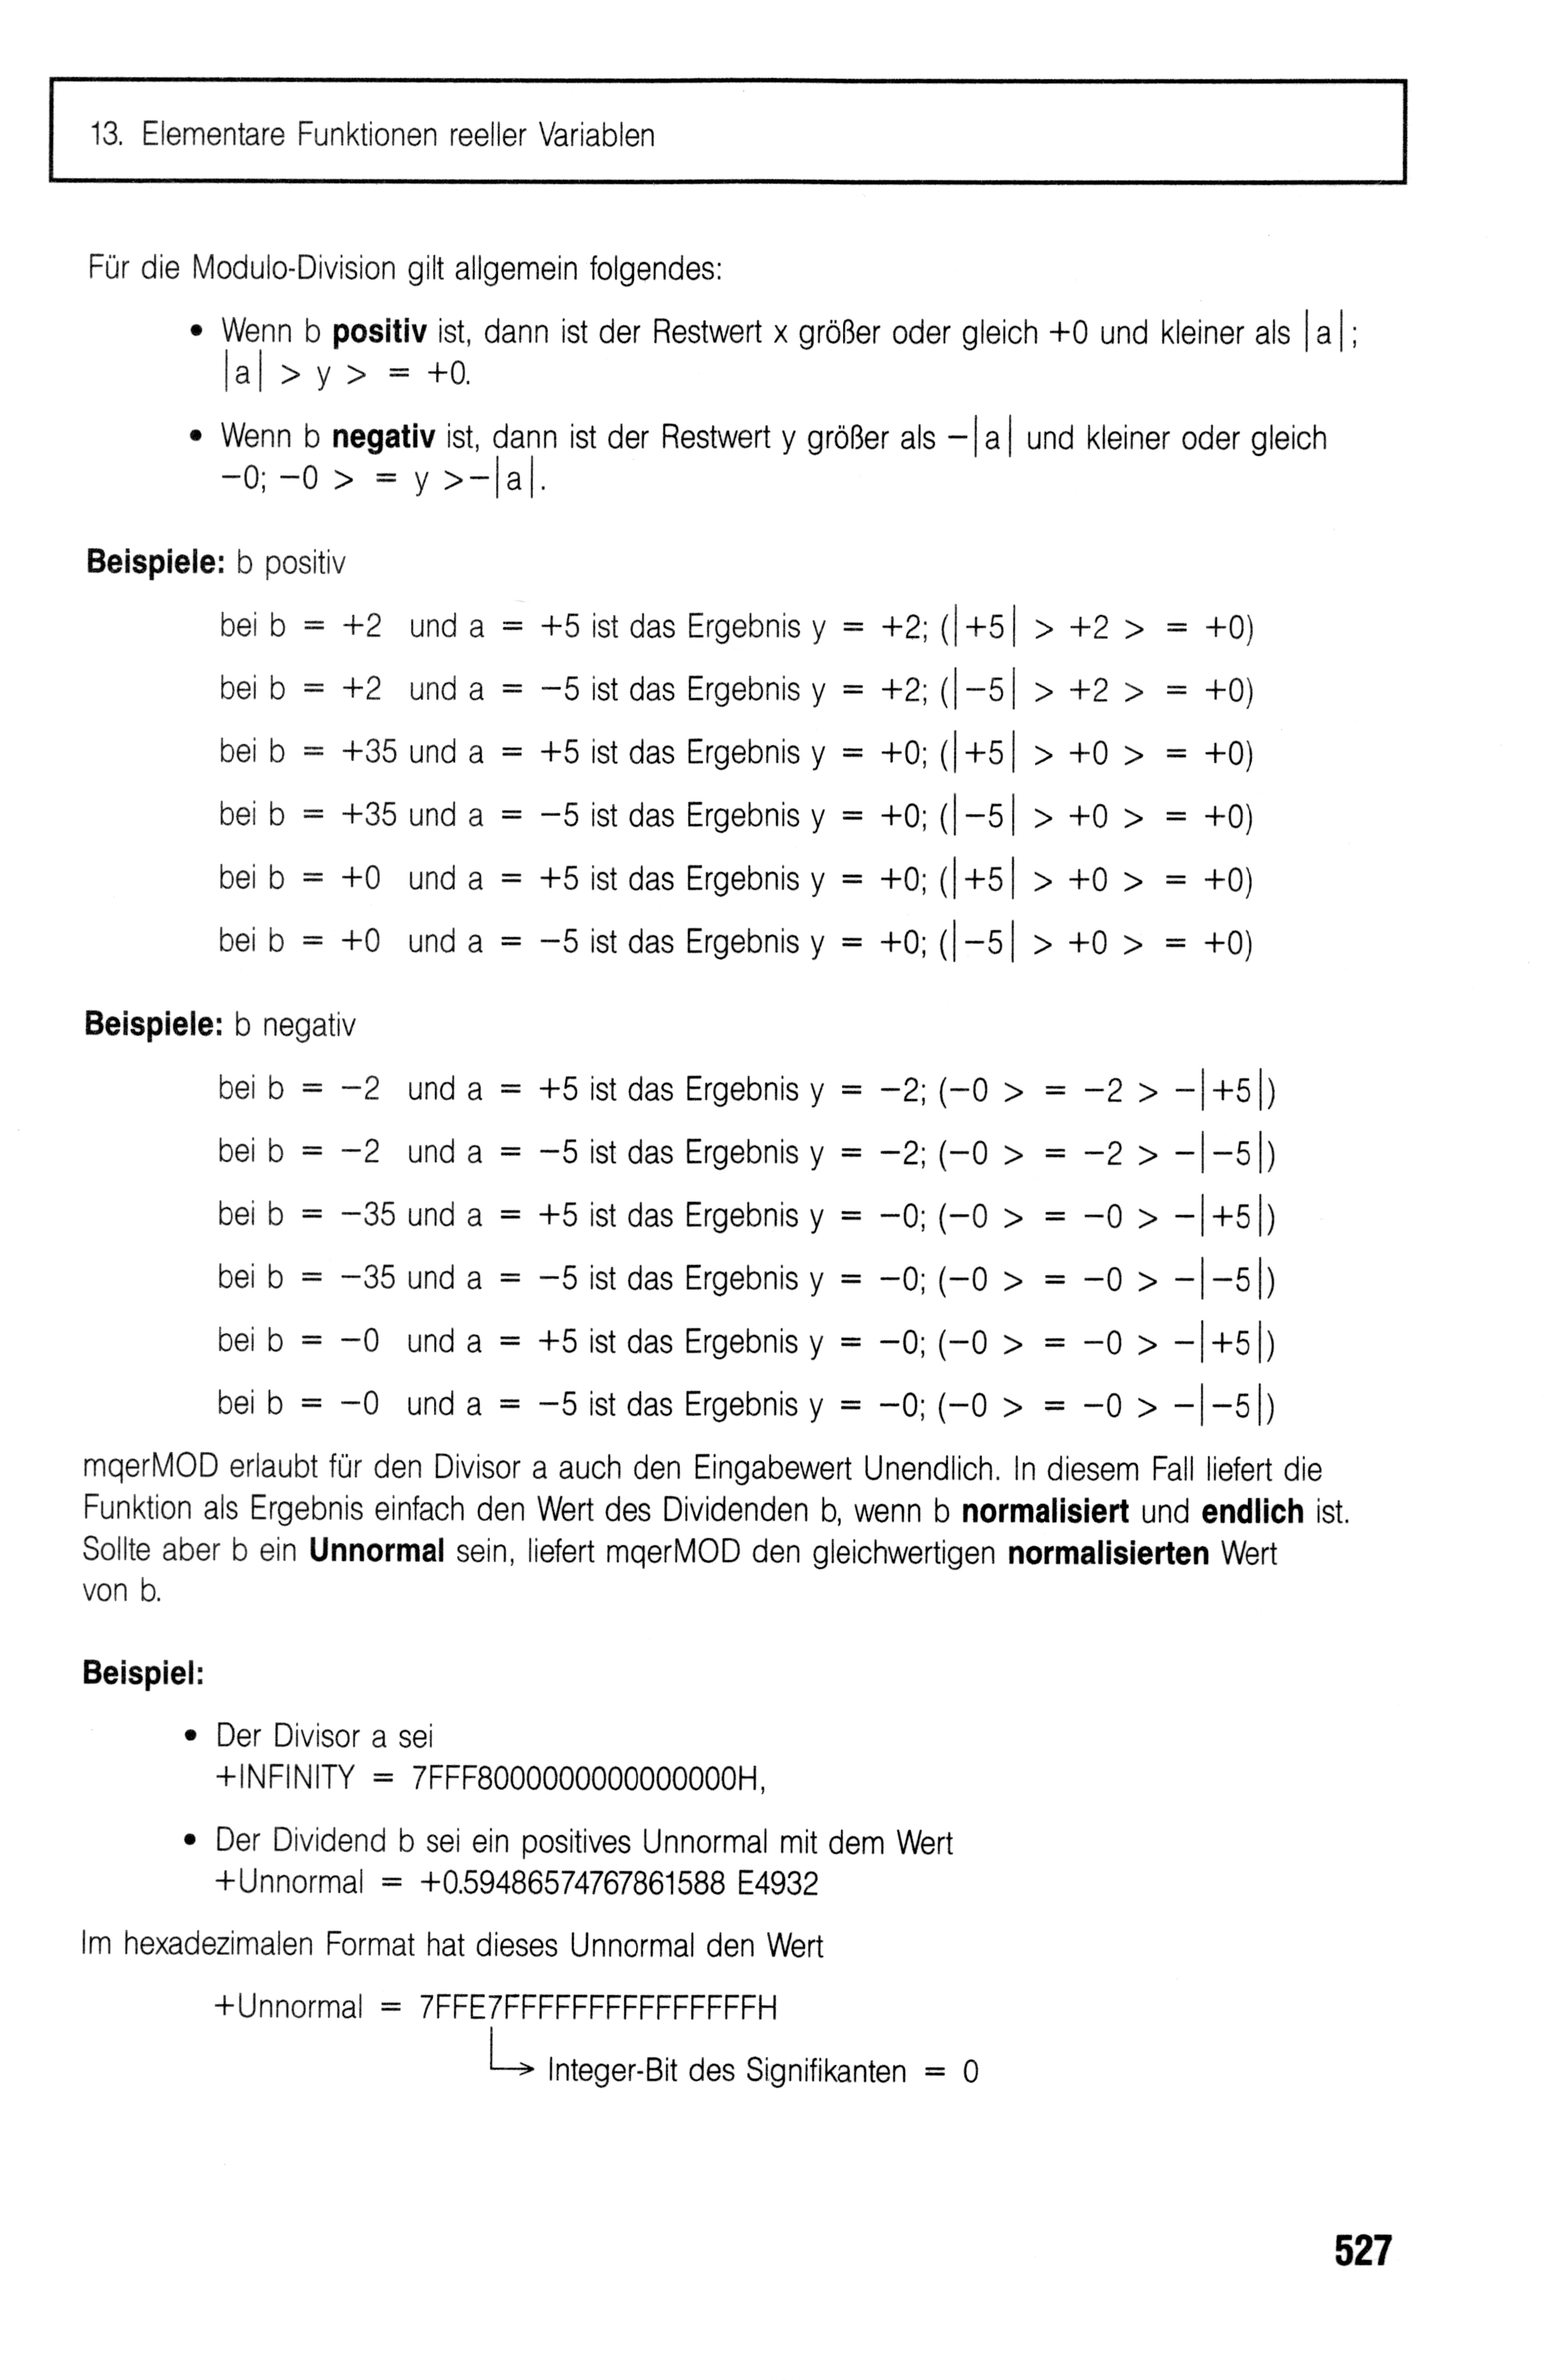 13. Elementare Funktionen reeller Variablen
Für die Modulo-Division gilt allgemein folgendes:
• Wenn b positiv ist, dann ist der Restwert x größer oder gleich +0 und kleiner als |a|;
|a| > y > = +0.
• Wenn b negativ ist, dann ist der Restwert y größer als −|a| und kleiner oder gleich
−0; −0 > = y >−|a|.
Beispiele: b positiv
bei b = +2 und a = +5 ist das Ergebnis y = +2; (|+5| > +2 > = +0)
bei b = +2 und a = −5 ist das Ergebnis y = +2; (|−5| > +2 > = +0)
bei b = +35 und a = +5 ist das Ergebnis y = +0; (|+5| > +0 > = +0)
bei b = +35 und a = −5 ist das Ergebnis y = +0; (|−5| > +0 > = +0)
bei b = +0 und a = +5 ist das Ergebnis y = +0; (|+5| > +0 > = +0)
bei b = +0 und a = −5 ist das Ergebnis y = +0; (|−5| > +0 > = +0)
Beispiele: b negativ
bei b = −2 und a = +5 ist das Ergebnis y = −2; (−0 > = −2 > −|+5|)
bei b = −2 und a = −5 ist das Ergebnis y = −2; (−0 > = −2 > −|−5|)
bei b = −35 und a = +5 ist das Ergebnis y = −0; (−0 > = −0 > −|+5|)
bei b = −35 und a = −5 ist das Ergebnis y = −0; (−0 > = −0 > −|−5|)
bei b = −0 und a = +5 ist das Ergebnis y = −0; (−0 > = −0 > −|+5|)
bei b = −0 und a = −5 ist das Ergebnis y = −0; (−0 > = −0 > −|−5|)
mqerMOD erlaubt für den Divisor a auch den Eingabewert Unendlich. In diesem Fall liefert die
Funktion als Ergebnis einfach den Wert des Dividenden b, wenn b normalisiert und endlich ist.
Sollte aber b ein Unnormal sein, liefert mqerMOD den gleichwertigen normalisierten Wert
von b.
Beispiel:
• Der Divisor a sei
+INFINITY = 7FFF8000000000000000H,
• Der Dividend b sei ein positives Unnormal mit dem Wert
+Unnormal = +0.59486574767861588 E4932
Im hexadezimalen Format hat dieses Unnormal den Wert
+Unnormal = 7FFE7FFFFFFFFFFFFFFFH
Integer-Bit des Signifikanten = 0
527